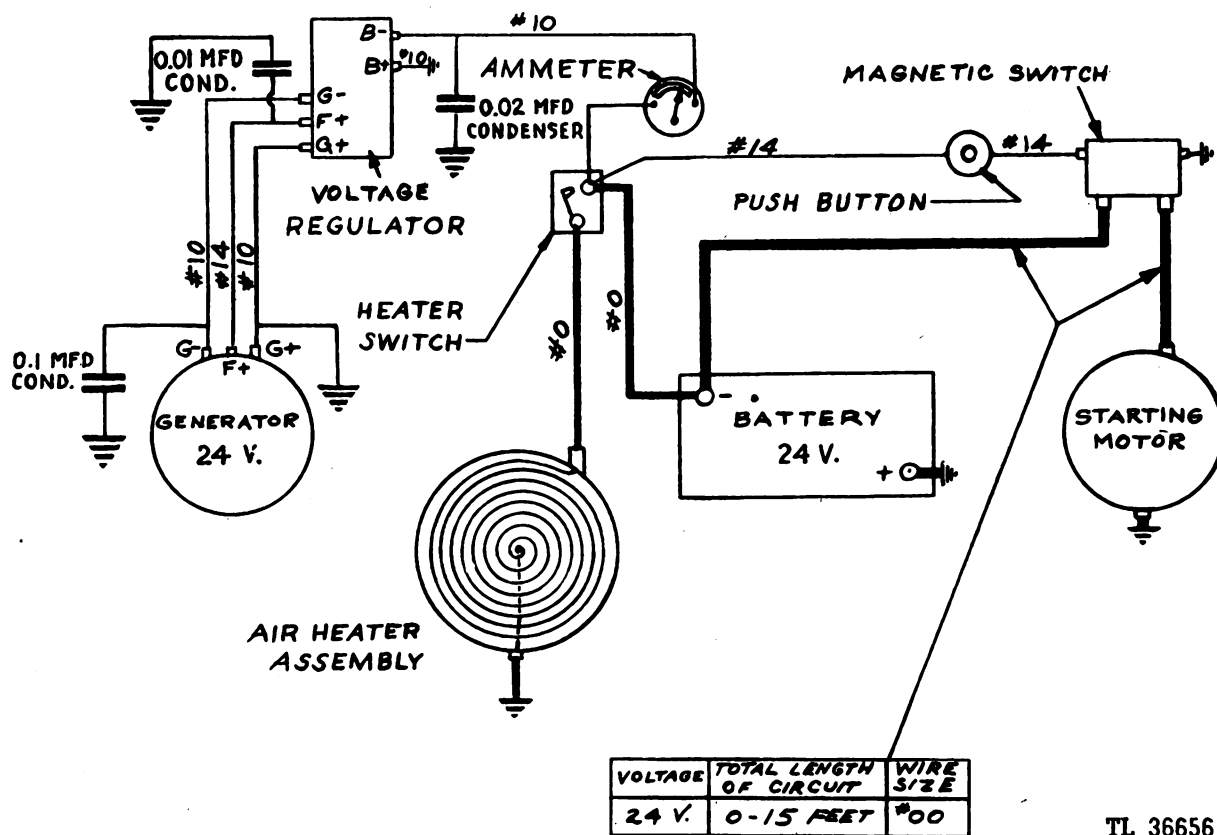 #10
B-
#10
B+
0.01 MFD
COND.
AMMETER
MAGNETIC SWITCH
G-
F+
G+
0.02 MFD
CONDENSER
#14
#14
VOLTAGE
REGULATOR
PUSH BUTTON
#10
#14
#10
HEATER
SWITCH
#0
#0
0.1 MFD
COND.
G-
F+
G+
GENERATOR
24 V.
-
BATTERY
24 V.
+
STARTING
MOTOR
AIR HEATER
ASSEMBLY
VOLTAGE
TOTAL LENGTH
OF CIRCUIT
WIRE
SIZE
24 V.
0-15 FEET
#00
TL 36656